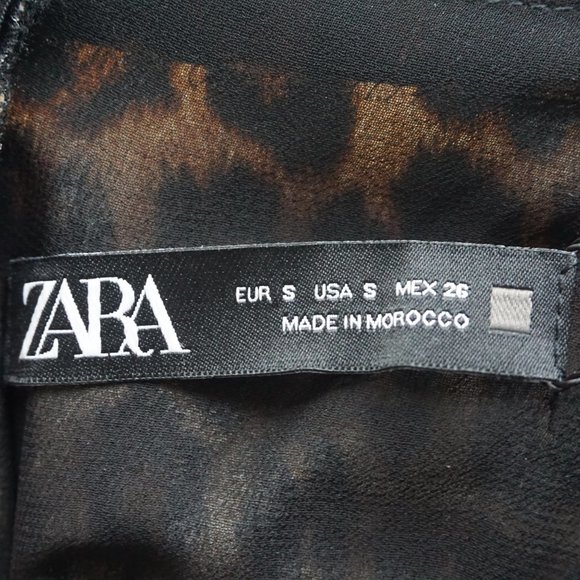 ZARA
EUR S USA S MEX 26
MADE IN MOROCCO